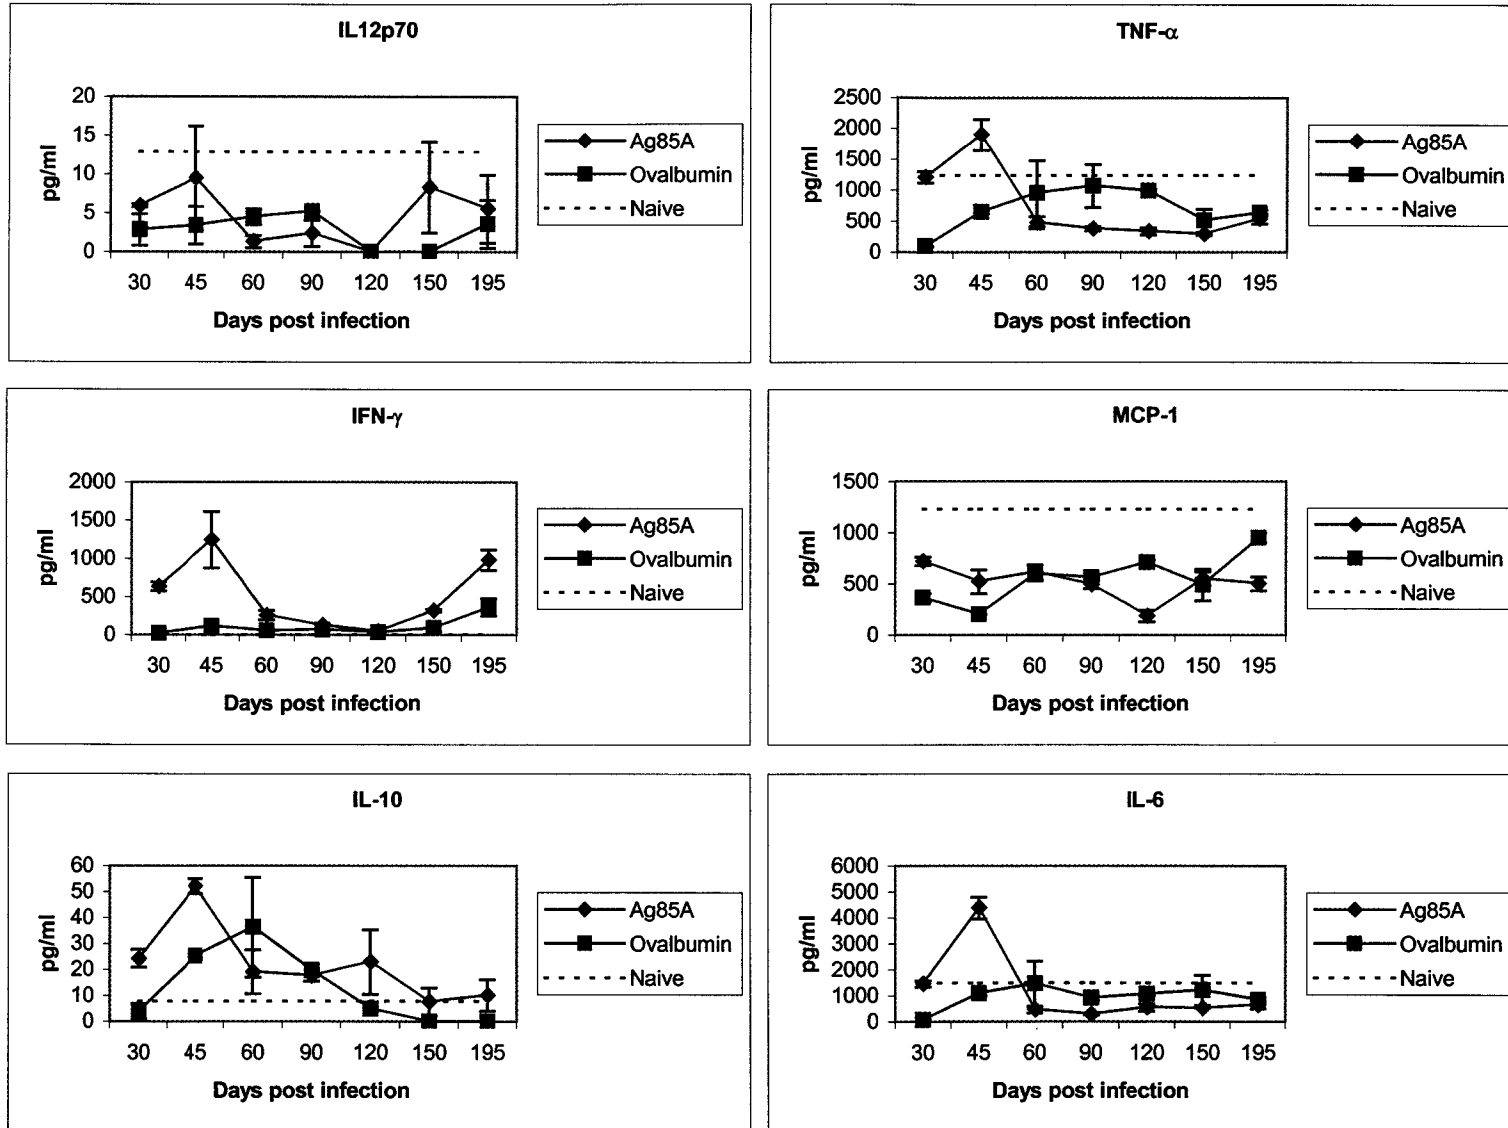 IL12p70
20
15
10
5
0
pg/ml
30 45 60 90 120 150 195
Days post infection
Ag85A
Ovalbumin
Naive
TNF-α
2500
2000
1500
1000
500
0
pg/ml
30 45 60 90 120 150 195
Days post infection
Ag85A
Ovalbumin
Naive
IFN-γ
2000
1500
1000
500
0
pg/ml
30 45 60 90 120 150 195
Days post infection
Ag85A
Ovalbumin
Naive
MCP-1
1500
1000
500
0
pg/ml
30 45 60 90 120 150 195
Days post infection
Ag85A
Ovalbumin
Naive
IL-10
60
50
40
30
20
10
0
pg/ml
30 45 60 90 120 150 195
Days post infection
Ag85A
Ovalbumin
Naive
IL-6
6000
5000
4000
3000
2000
1000
0
pg/ml
30 45 60 90 120 150 195
Days post infection
Ag85A
Ovalbumin
Naive